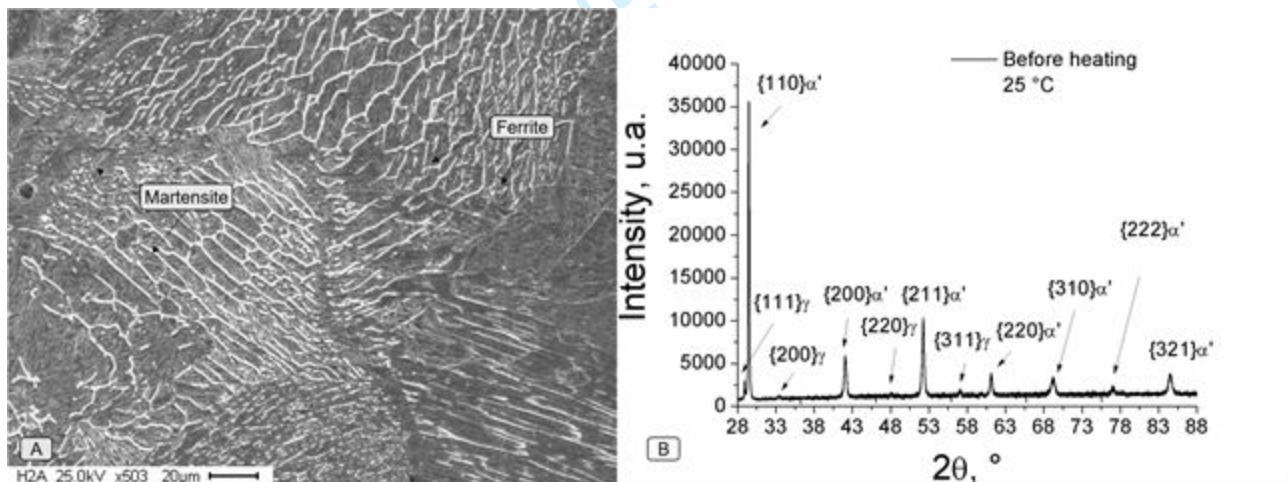 Ferrite
Martensite
A
H2A 25.0kV x503 20µm
Intensity, u.a.
40000
35000
30000
25000
20000
15000
10000
5000
0
Before heating
25 °C
{110}α'
{222}α'
{310}α'
{111}γ
{200}α'
{211}α'
{220}γ
{311}γ
{220}α'
{200}γ
{321}α'
28 33 38 43 48 53 58 63 68 73 78 83 88
B
2θ, °